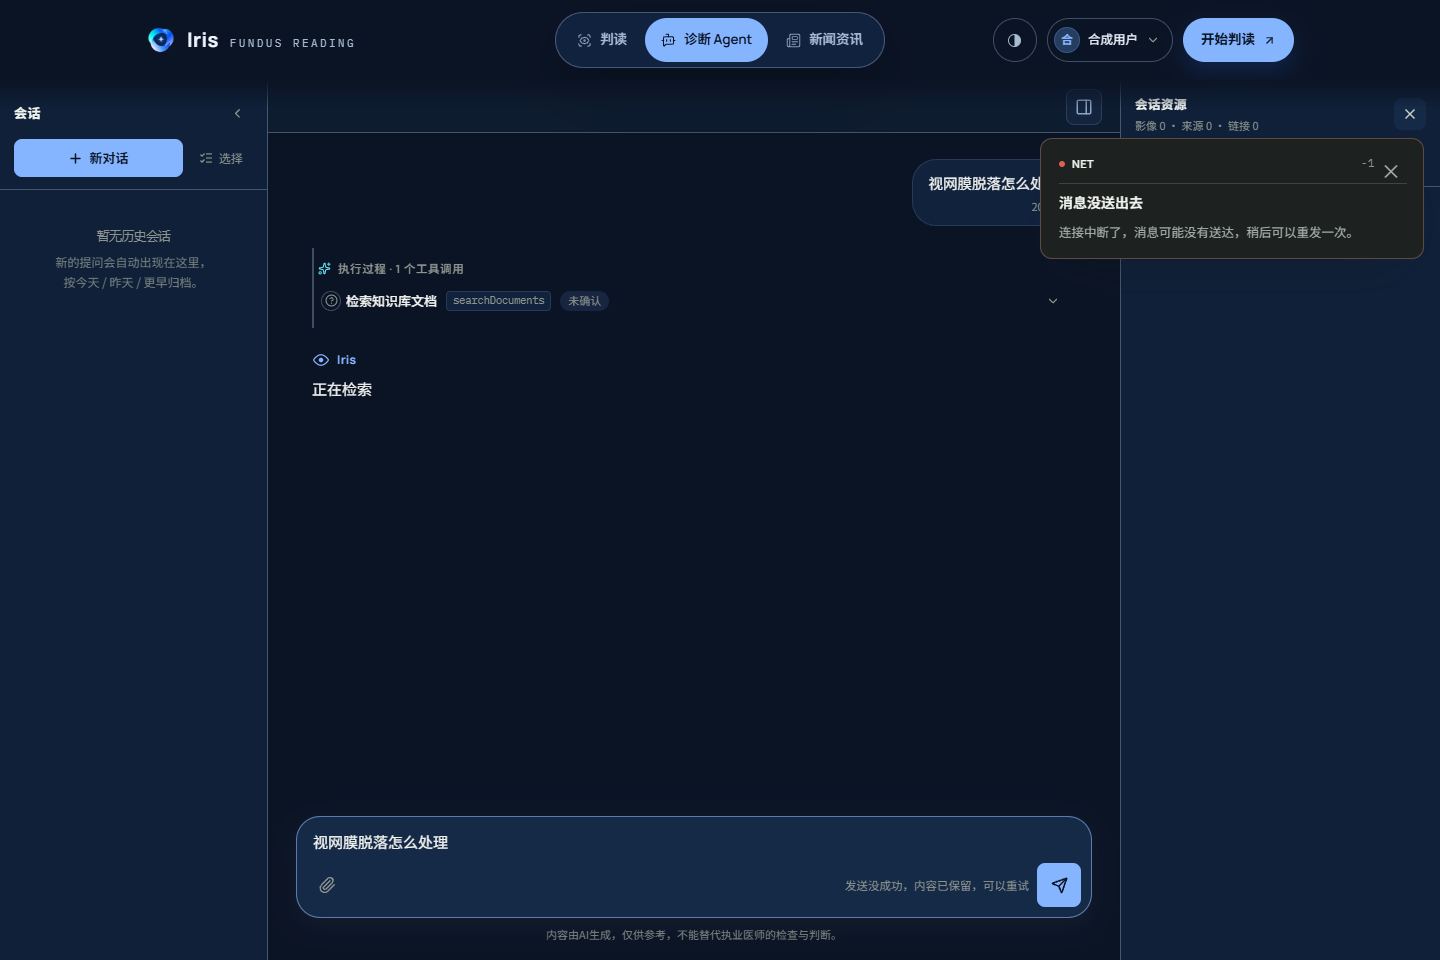 Iris FUNDUS READING
判读
诊断 Agent
新闻资讯
合 合成用户
开始判读
会话
新对话
选择
暂无历史会话
新的提问会自动出现在这里，
按今天 / 昨天 / 更早归档。
视网膜脱落怎么处
20
执行过程 · 1 个工具调用
检索知识库文档 searchDocuments 未确认
Iris
正在检索
会话资源
影像 0 · 来源 0 · 链接 0
NET -1
消息没送出去
连接中断了，消息可能没有送达，稍后可以重发一次。
视网膜脱落怎么处理
发送没成功，内容已保留，可以重试
内容由AI生成，仅供参考，不能替代执业医师的检查与判断。